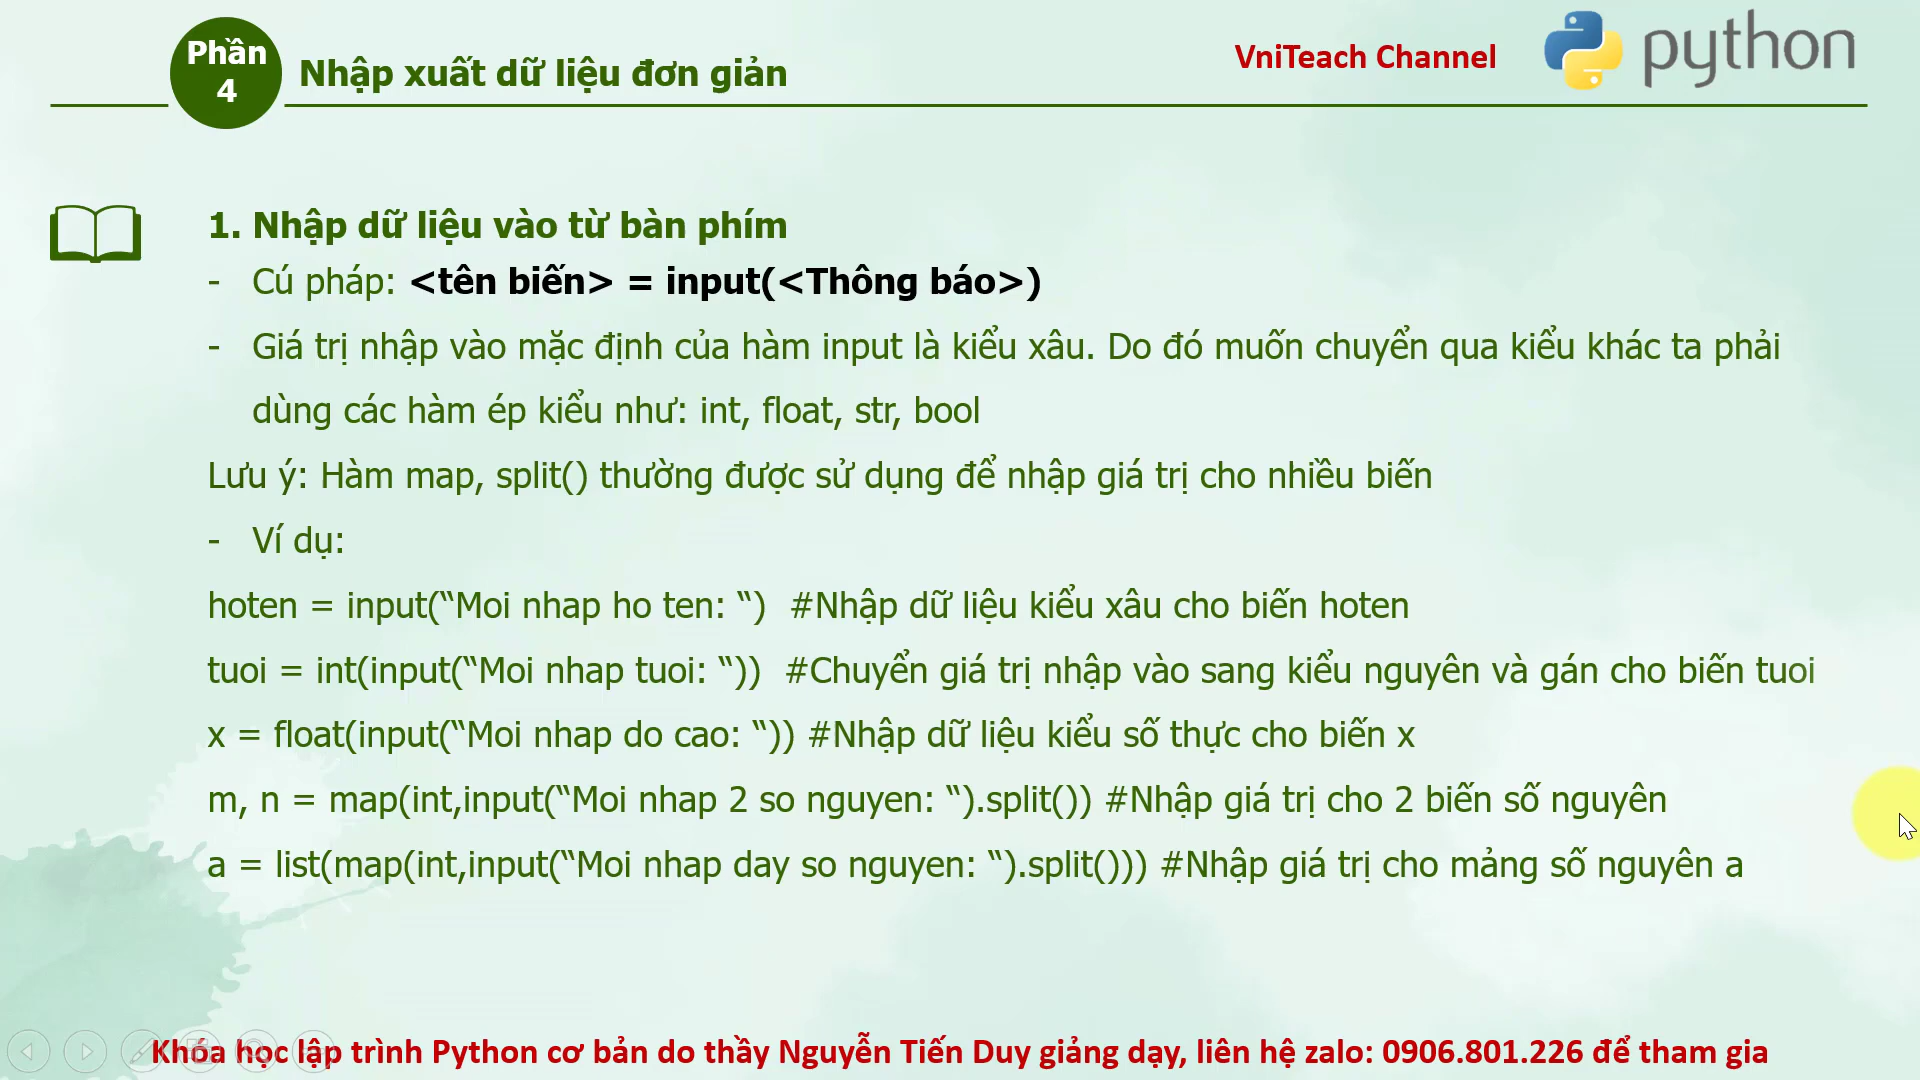 Phần
4
Nhập xuất dữ liệu đơn giản
VniTeach Channel
python
1. Nhập dữ liệu vào từ bàn phím
- Cú pháp: <tên biến> = input(<Thông báo>)
- Giá trị nhập vào mặc định của hàm input là kiểu xâu. Do đó muốn chuyển qua kiểu khác ta phải
dùng các hàm ép kiểu như: int, float, str, bool
Lưu ý: Hàm map, split() thường được sử dụng để nhập giá trị cho nhiều biến
- Ví dụ:
hoten = input(“Moi nhap ho ten: “)  #Nhập dữ liệu kiểu xâu cho biến hoten
tuoi = int(input(“Moi nhap tuoi: “))  #Chuyển giá trị nhập vào sang kiểu nguyên và gán cho biến tuoi
x = float(input(“Moi nhap do cao: “)) #Nhập dữ liệu kiểu số thực cho biến x
m, n = map(int,input(“Moi nhap 2 so nguyen: “).split()) #Nhập giá trị cho 2 biến số nguyên
a = list(map(int,input(“Moi nhap day so nguyen: “).split())) #Nhập giá trị cho mảng số nguyên a
Khóa học lập trình Python cơ bản do thầy Nguyễn Tiến Duy giảng dạy, liên hệ zalo: 0906.801.226 để tham gia